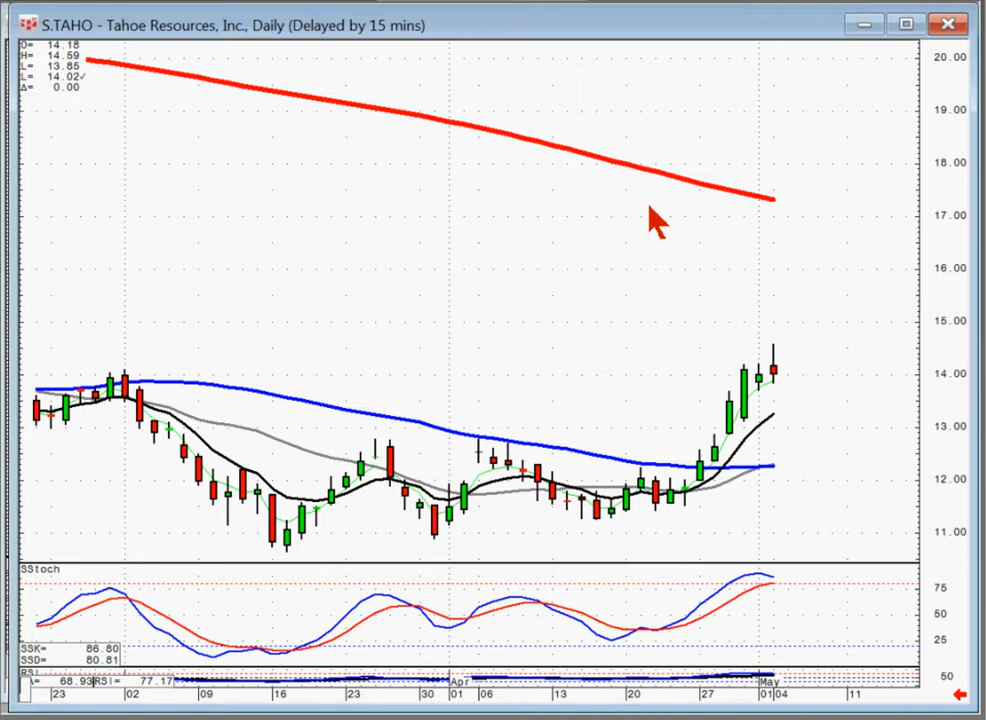 S.TAHO - Tahoe Resources, Inc., Daily (Delayed by 15 mins)
O= 14.18
H= 14.59
L= 13.85
L= 14.02✓
Δ= 0.00
20.00
19.00
18.00
17.00
16.00
15.00
14.00
13.00
12.00
11.00
SStoch
75
50
25
SSK= 86.80
SSD= 80.81
68.93 RSI= 77.17
50
23 02 09 16 23 30 01 06 13 20 27 01 04 11
Apr May